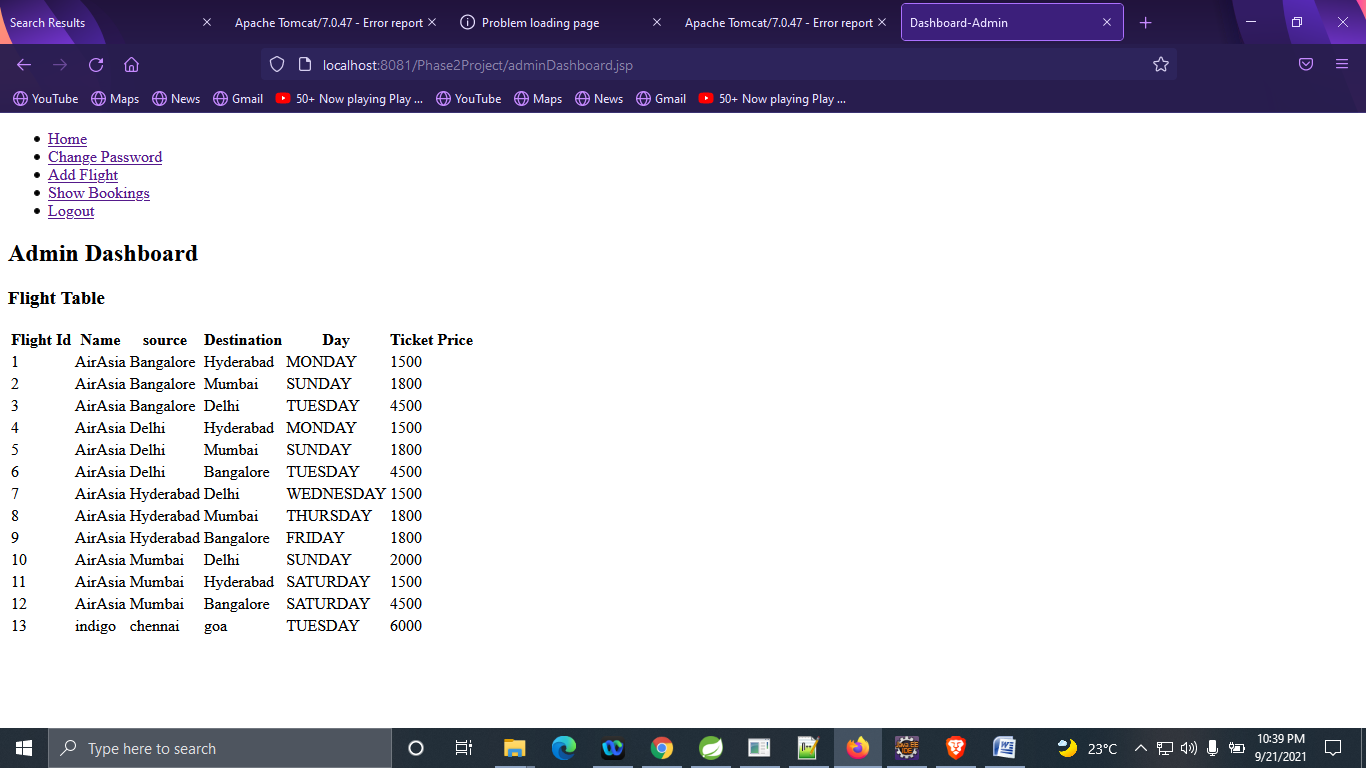 Search Results
Apache Tomcat/7.0.47 - Error report
Problem loading page
Apache Tomcat/7.0.47 - Error report
Dashboard-Admin
localhost:8081/Phase2Project/adminDashboard.jsp
YouTube Maps News Gmail 50+ Now playing Play ... YouTube Maps News Gmail 50+ Now playing Play ...
Home
Change Password
Add Flight
Show Bookings
Logout
Admin Dashboard
Flight Table
Flight Id Name source Destination Day Ticket Price
1 AirAsia Bangalore Hyderabad MONDAY 1500
2 AirAsia Bangalore Mumbai SUNDAY 1800
3 AirAsia Bangalore Delhi TUESDAY 4500
4 AirAsia Delhi Hyderabad MONDAY 1500
5 AirAsia Delhi Mumbai SUNDAY 1800
6 AirAsia Delhi Bangalore TUESDAY 4500
7 AirAsia Hyderabad Delhi WEDNESDAY 1500
8 AirAsia Hyderabad Mumbai THURSDAY 1800
9 AirAsia Hyderabad Bangalore FRIDAY 1800
10 AirAsia Mumbai Delhi SUNDAY 2000
11 AirAsia Mumbai Hyderabad SATURDAY 1500
12 AirAsia Mumbai Bangalore SATURDAY 4500
13 indigo chennai goa TUESDAY 6000
Type here to search
23°C
10:39 PM
9/21/2021